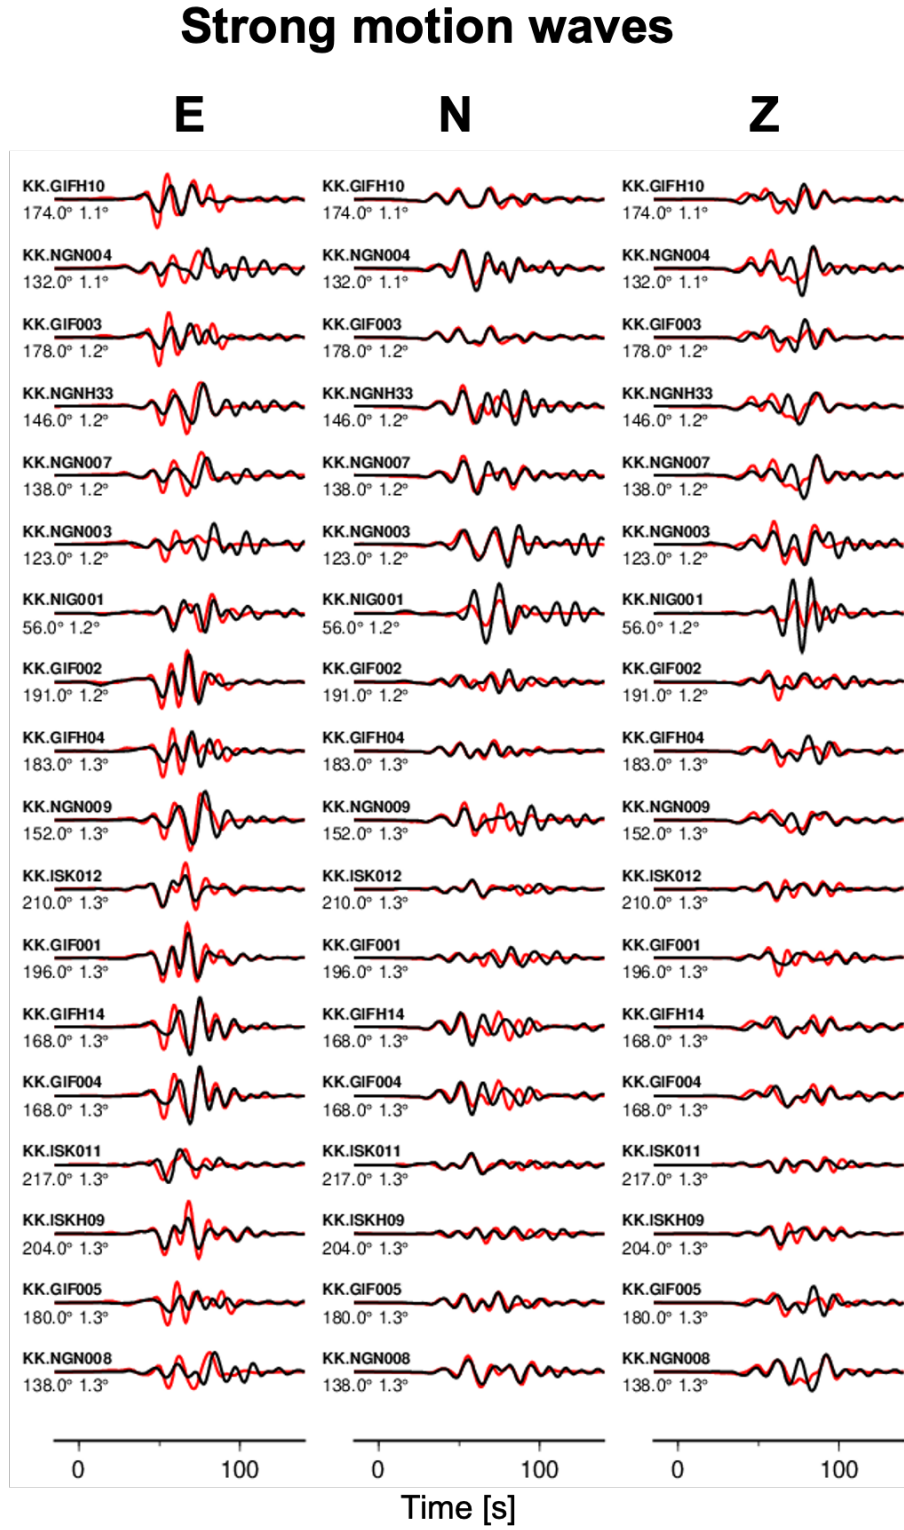 Strong motion waves
E N Z
KK.GIFH10 KK.GIFH10 KK.GIFH10
174.0° 1.1° 174.0° 1.1° 174.0° 1.1°
KK.NGN004 KK.NGN004 KK.NGN004
132.0° 1.1° 132.0° 1.1° 132.0° 1.1°
KK.GIF003 KK.GIF003 KK.GIF003
178.0° 1.2° 178.0° 1.2° 178.0° 1.2°
KK.NGNH33 KK.NGNH33 KK.NGNH33
146.0° 1.2° 146.0° 1.2° 146.0° 1.2°
KK.NGN007 KK.NGN007 KK.NGN007
138.0° 1.2° 138.0° 1.2° 138.0° 1.2°
KK.NGN003 KK.NGN003 KK.NGN003
123.0° 1.2° 123.0° 1.2° 123.0° 1.2°
KK.NIG001 KK.NIG001 KK.NIG001
56.0° 1.2° 56.0° 1.2° 56.0° 1.2°
KK.GIF002 KK.GIF002 KK.GIF002
191.0° 1.2° 191.0° 1.2° 191.0° 1.2°
KK.GIFH04 KK.GIFH04 KK.GIFH04
183.0° 1.3° 183.0° 1.3° 183.0° 1.3°
KK.NGN009 KK.NGN009 KK.NGN009
152.0° 1.3° 152.0° 1.3° 152.0° 1.3°
KK.ISK012 KK.ISK012 KK.ISK012
210.0° 1.3° 210.0° 1.3° 210.0° 1.3°
KK.GIF001 KK.GIF001 KK.GIF001
196.0° 1.3° 196.0° 1.3° 196.0° 1.3°
KK.GIFH14 KK.GIFH14 KK.GIFH14
168.0° 1.3° 168.0° 1.3° 168.0° 1.3°
KK.GIF004 KK.GIF004 KK.GIF004
168.0° 1.3° 168.0° 1.3° 168.0° 1.3°
KK.ISK011 KK.ISK011 KK.ISK011
217.0° 1.3° 217.0° 1.3° 217.0° 1.3°
KK.ISKH09 KK.ISKH09 KK.ISKH09
204.0° 1.3° 204.0° 1.3° 204.0° 1.3°
KK.GIF005 KK.GIF005 KK.GIF005
180.0° 1.3° 180.0° 1.3° 180.0° 1.3°
KK.NGN008 KK.NGN008 KK.NGN008
138.0° 1.3° 138.0° 1.3° 138.0° 1.3°
0 100 0 100 0 100
Time [s]